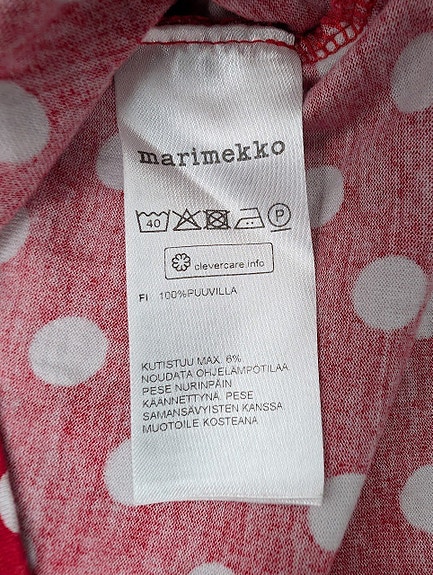 marimekko
40 P
clevercare.info
FI 100%PUUVILLA
KUTISTUU MAX. 6%
NOUDATA OHJELÄMPÖTILAA
PESE NURINPÄIN
KÄÄNNETTYNÄ. PESE
SAMANSÄVYISTEN KANSSA
MUOTOILE KOSTEANA